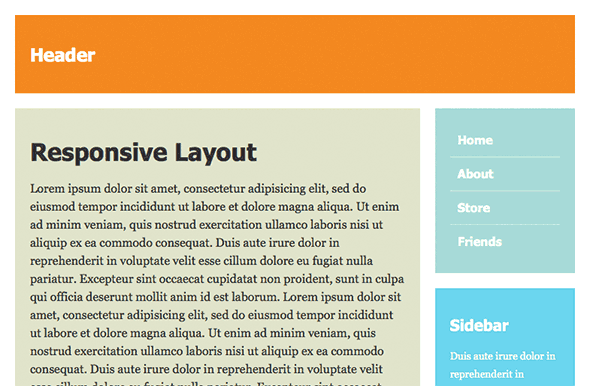 Header
Responsive Layout
Lorem ipsum dolor sit amet, consectetur adipisicing elit, sed do
eiusmod tempor incididunt ut labore et dolore magna aliqua. Ut enim
ad minim veniam, quis nostrud exercitation ullamco laboris nisi ut
aliquip ex ea commodo consequat. Duis aute irure dolor in
reprehenderit in voluptate velit esse cillum dolore eu fugiat nulla
pariatur. Excepteur sint occaecat cupidatat non proident, sunt in culpa
qui officia deserunt mollit anim id est laborum. Lorem ipsum dolor sit
amet, consectetur adipisicing elit, sed do eiusmod tempor incididunt
ut labore et dolore magna aliqua. Ut enim ad minim veniam, quis
nostrud exercitation ullamco laboris nisi ut aliquip ex ea commodo
consequat. Duis aute irure dolor in reprehenderit in voluptate velit
Home
About
Store
Friends
Sidebar
Duis aute irure dolor in
reprehenderit in